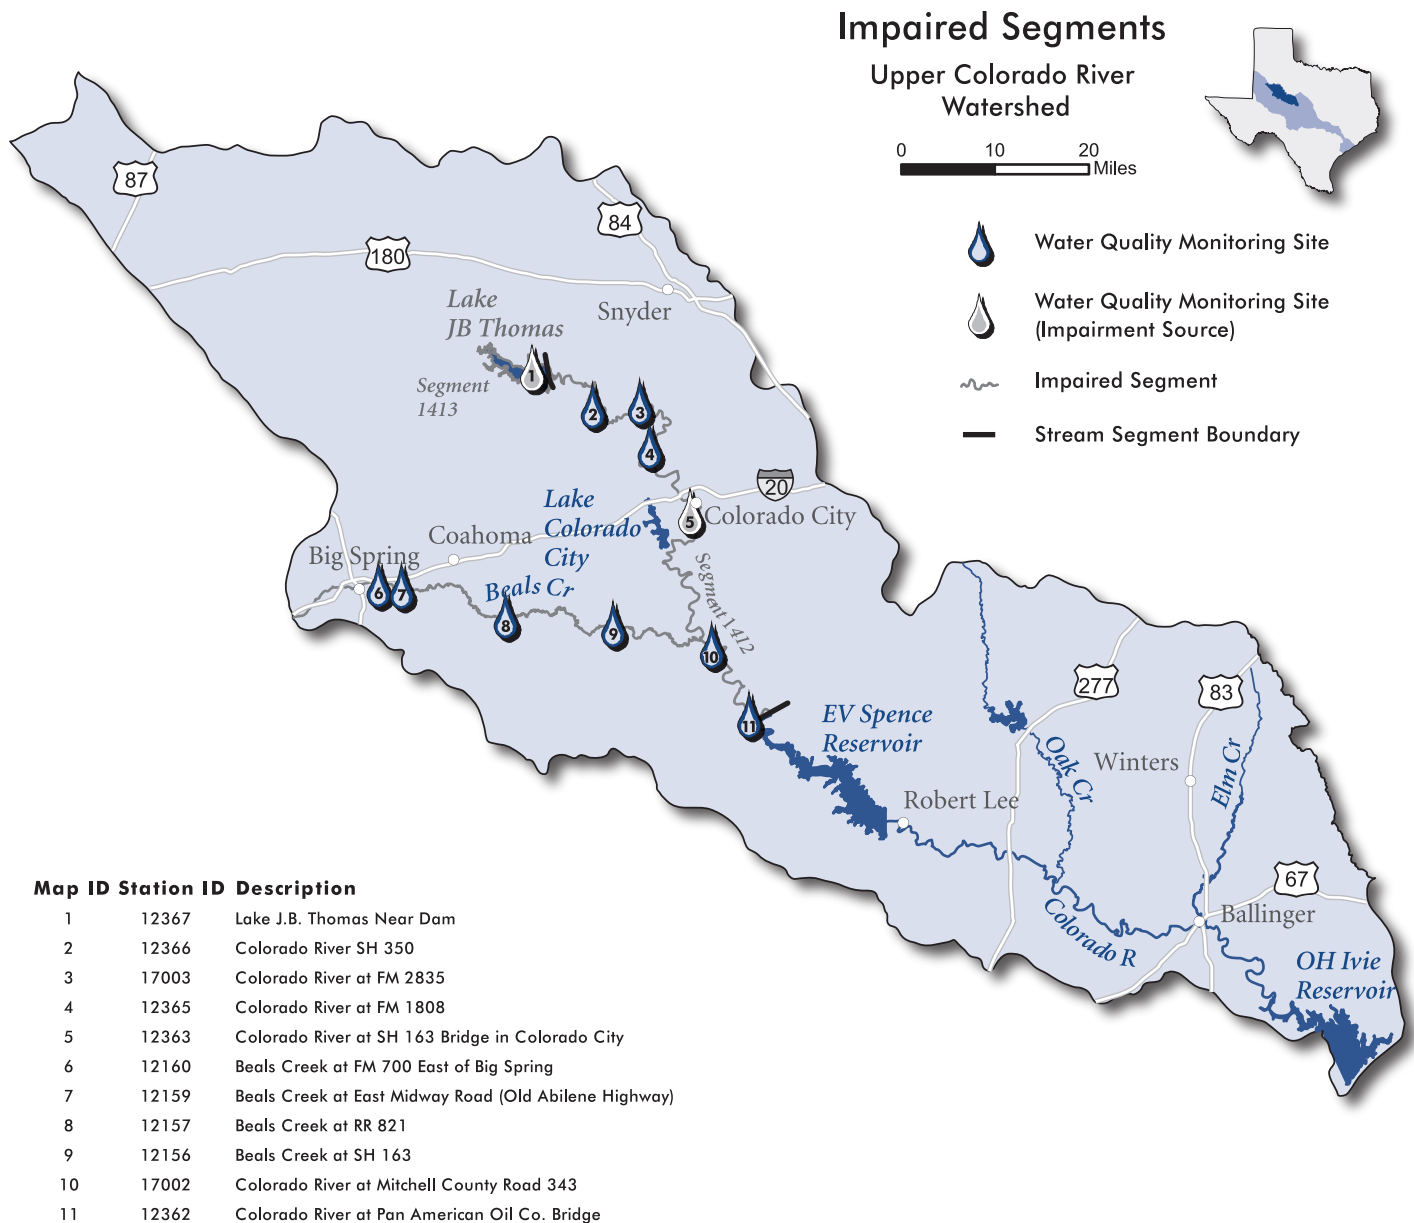 Impaired Segments
Upper Colorado River
Watershed
0 10 20
Miles
Water Quality Monitoring Site
Water Quality Monitoring Site
(Impairment Source)
Impaired Segment
Stream Segment Boundary
87
84
180
Snyder
Lake
JB Thomas
Segment
1413
1
2
3
4
20
Lake
Colorado
City
5
Colorado City
Coahoma
Big Spring
Beals Cr
Segment 1412
6
7
8
9
10
11
EV Spence
Reservoir
Robert Lee
277
83
Oak Cr
Winters
Elm Cr
67
Ballinger
Colorado R
OH Ivie
Reservoir
Map ID Station ID Description
1 12367 Lake J.B. Thomas Near Dam
2 12366 Colorado River SH 350
3 17003 Colorado River at FM 2835
4 12365 Colorado River at FM 1808
5 12363 Colorado River at SH 163 Bridge in Colorado City
6 12160 Beals Creek at FM 700 East of Big Spring
7 12159 Beals Creek at East Midway Road (Old Abilene Highway)
8 12157 Beals Creek at RR 821
9 12156 Beals Creek at SH 163
10 17002 Colorado River at Mitchell County Road 343
11 12362 Colorado River at Pan American Oil Co. Bridge